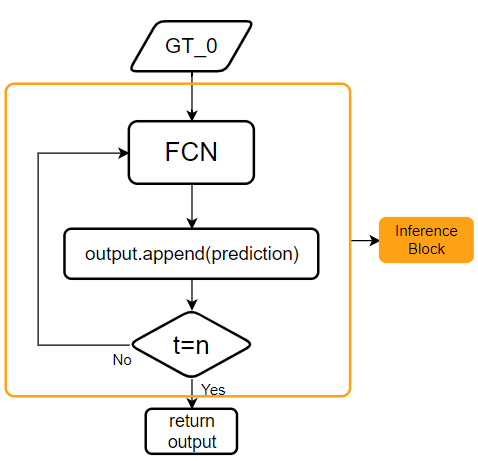 GT_0
FCN
output.append(prediction)
Inference
Block
t=n
No
Yes
return
output